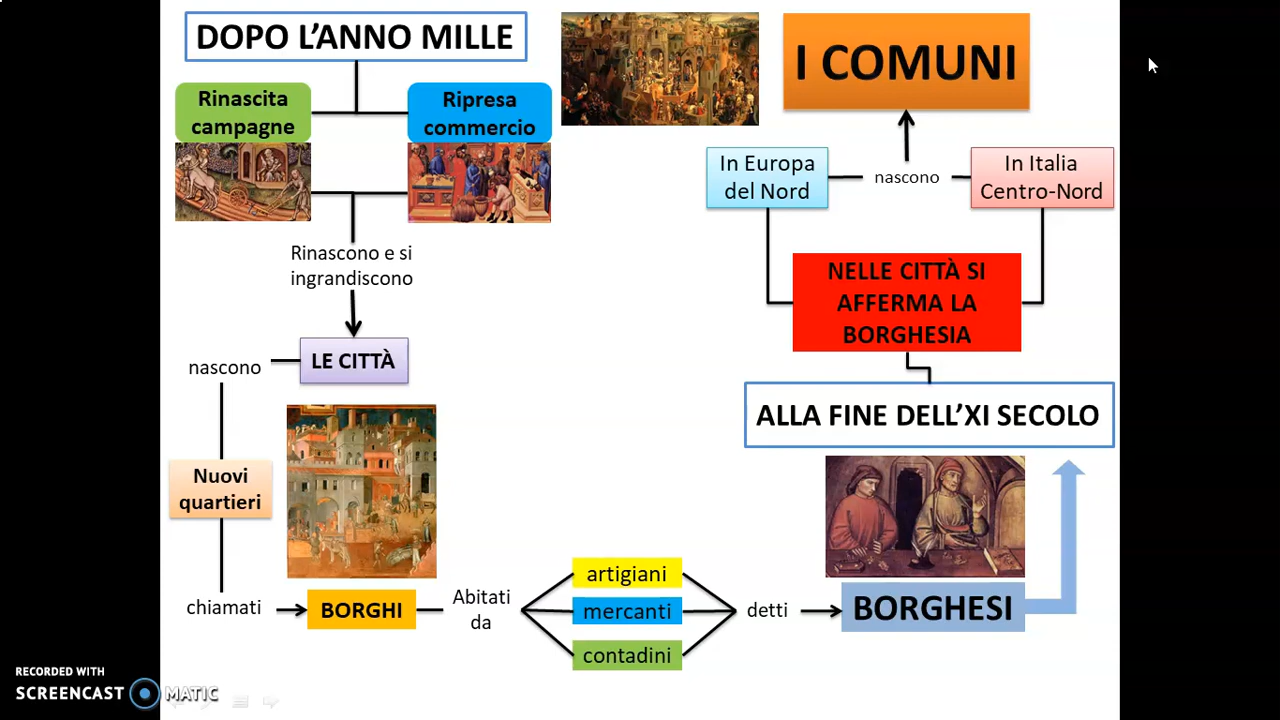 DOPO L'ANNO MILLE
Rinascita
campagne
Ripresa
commercio
Rinascono e si
ingrandiscono
LE CITTÀ
nascono
Nuovi
quartieri
chiamati
BORGHI
Abitati
da
artigiani
mercanti
contadini
detti
BORGHESI
ALLA FINE DELL'XI SECOLO
NELLE CITTÀ SI
AFFERMA LA
BORGHESIA
In Europa
del Nord
nascono
In Italia
Centro-Nord
I COMUNI
RECORDED WITH
SCREENCAST MATIC